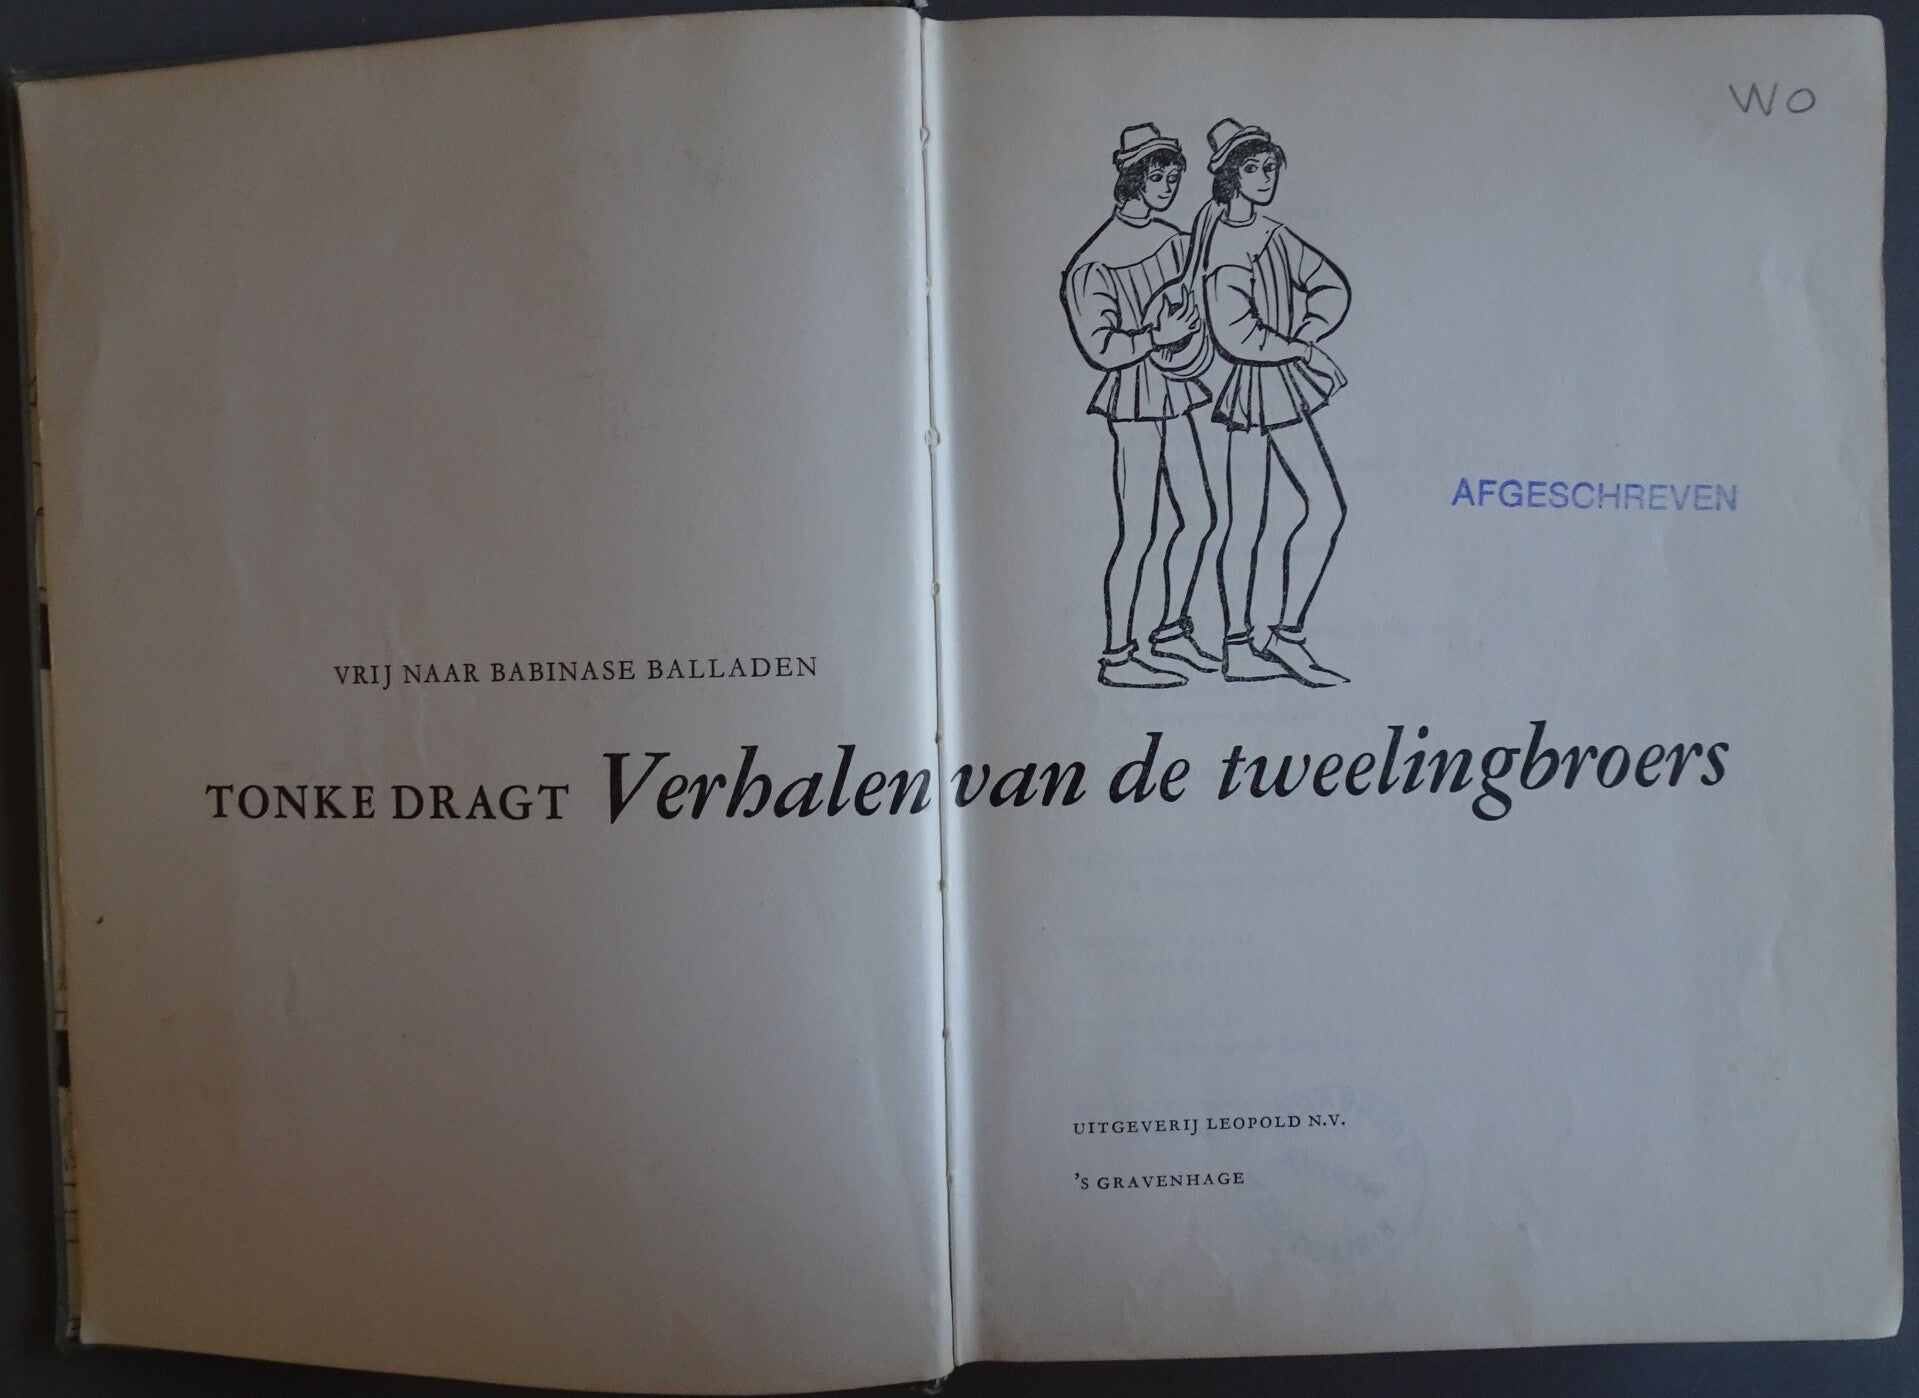 WO
AFGESCHREVEN
VRIJ NAAR BABINASE BALLADEN
TONKE DRAGT Verhalen van de tweelingbroers
UITGEVERIJ LEOPOLD N.V.
'S GRAVENHAGE